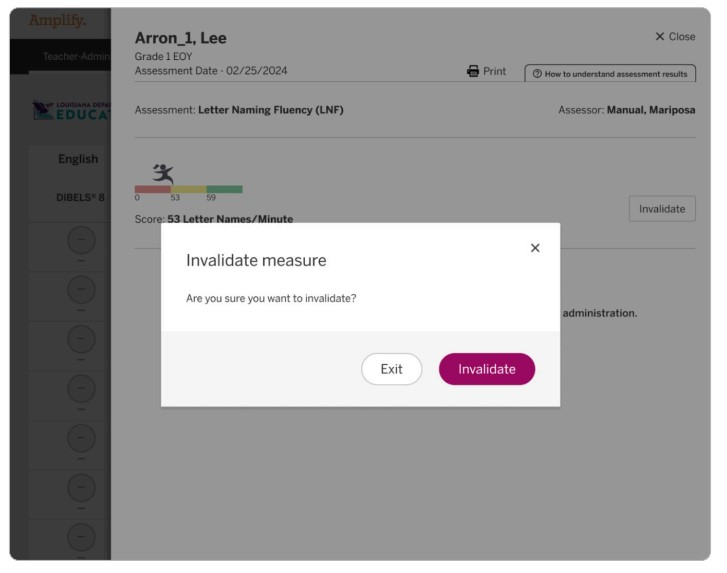 Amplify.
Teacher-Admin
LOUISIANA DEPA
EDUCAT
English
DIBELS® 8
Arron_1, Lee
× Close
Grade 1 EOY
Assessment Date - 02/25/2024
Print
How to understand assessment results
Assessment: Letter Naming Fluency (LNF)
Assessor: Manual, Mariposa
0 53 59
Score: 53 Letter Names/Minute
Invalidate
Invalidate measure
×
Are you sure you want to invalidate?
administration.
Exit
Invalidate